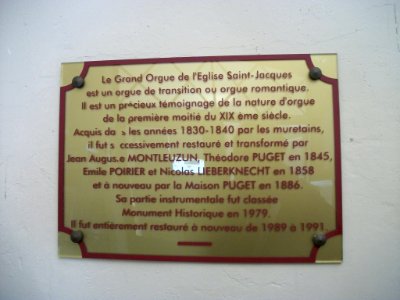 Le Grand Orgue de l'Eglise Saint-Jacques
est un orgue de transition ou orgue romantique.
Il est un précieux témoignage de la nature d'orgue
de la première moitié du XIX ème siècle.
Acquis da s les années 1830-1840 par les muretains,
il fut s ccessivement restauré et transformé par
Jean Augus.e MONTLEUZUN, Théodore PUGET en 1845,
Emile POIRIER et Nicolas LIEBERKNECHT en 1858
et à nouveau par la Maison PUGET en 1886.
Sa partie instrumentale fut classée
Monument Historique en 1979.
Il fut entièrement restauré à nouveau de 1989 à 1991.